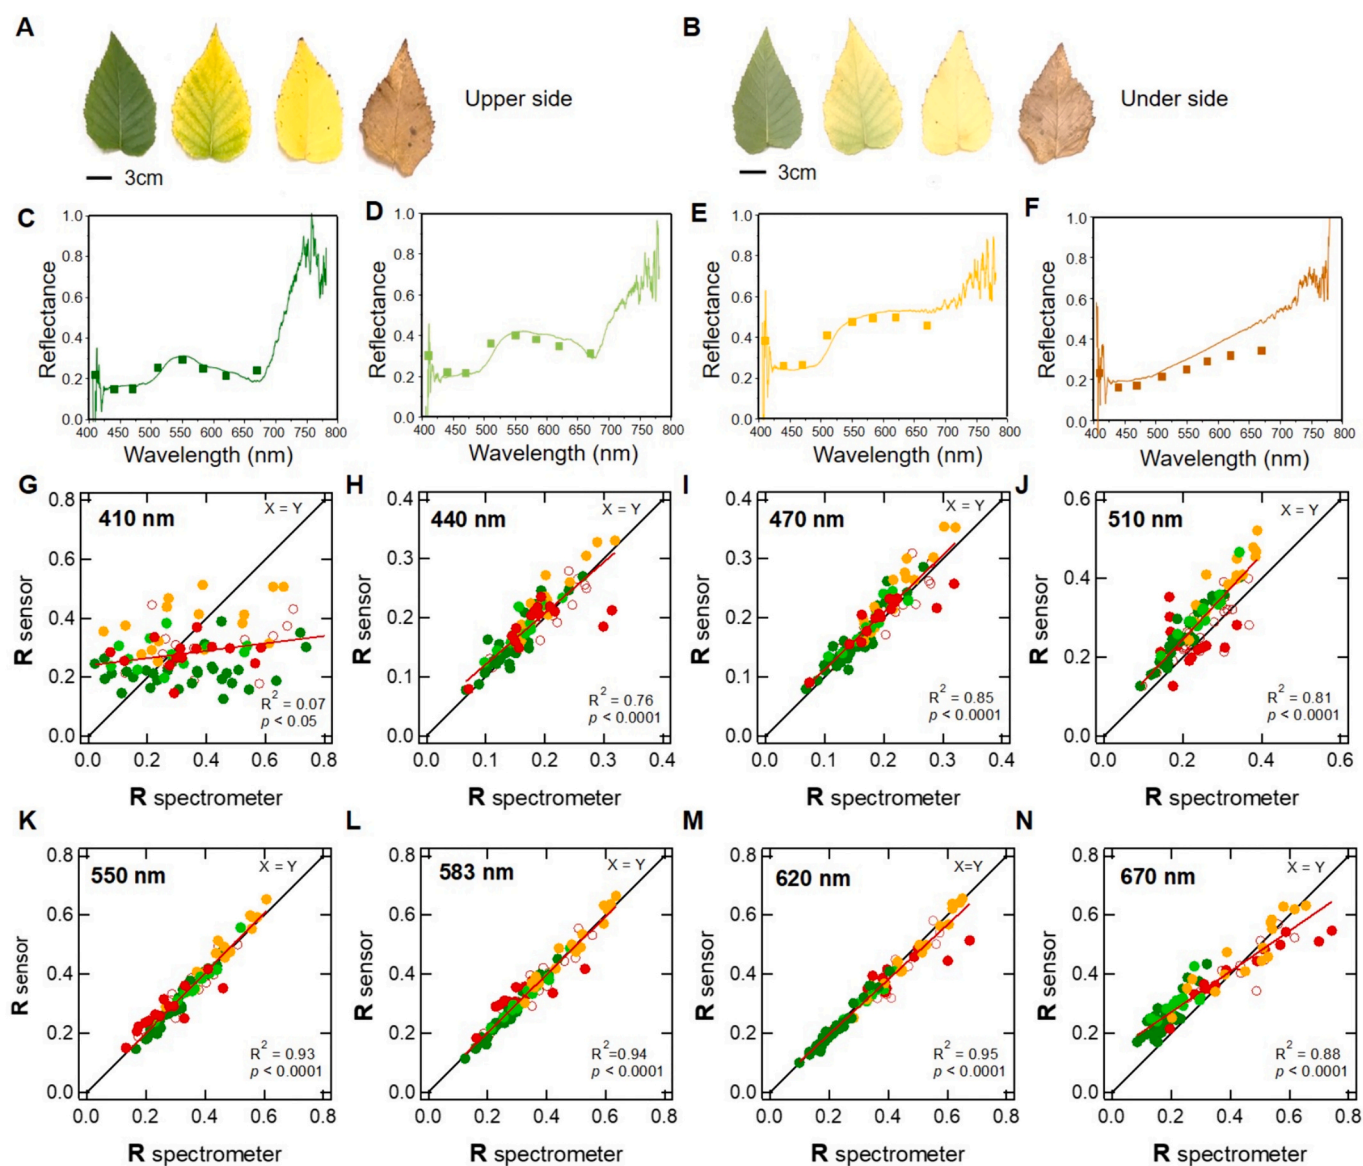 A
Upper side
3cm
B
Under side
3cm
C
Reflectance
1.0
0.8
0.6
0.4
0.2
0.0
400 450 500 550 600 650 700 750 800
Wavelength (nm)
D
Reflectance
1.0
0.8
0.6
0.4
0.2
0.0
400 450 500 550 600 650 700 750 800
Wavelength (nm)
E
Reflectance
1.0
0.8
0.6
0.4
0.2
0.0
400 450 500 550 600 650 700 750 800
Wavelength (nm)
F
Reflectance
1.0
0.8
0.6
0.4
0.2
0.0
400 450 500 550 600 650 700 750 800
Wavelength (nm)
G
410 nm
X = Y
R sensor
0.8
0.6
0.4
0.2
0.0
R² = 0.07
p < 0.05
0.0 0.2 0.4 0.6 0.8
R spectrometer
H
440 nm
X = Y
R sensor
0.4
0.3
0.2
0.1
0.0
R² = 0.76
p < 0.0001
0.0 0.1 0.2 0.3 0.4
R spectrometer
I
470 nm
X = Y
R sensor
0.4
0.3
0.2
0.1
0.0
R² = 0.85
p < 0.0001
0.0 0.1 0.2 0.3 0.4
R spectrometer
J
510 nm
X = Y
R sensor
0.6
0.4
0.2
0.0
R² = 0.81
p < 0.0001
0.0 0.2 0.4 0.6
R spectrometer
K
550 nm
X = Y
R sensor
0.8
0.6
0.4
0.2
0.0
R² = 0.93
p < 0.0001
0.0 0.2 0.4 0.6 0.8
R spectrometer
L
583 nm
X = Y
R sensor
0.8
0.6
0.4
0.2
0.0
R²=0.94
p < 0.0001
0.0 0.2 0.4 0.6 0.8
R spectrometer
M
620 nm
X=Y
R sensor
0.8
0.6
0.4
0.2
0.0
R² = 0.95
p < 0.0001
0.0 0.2 0.4 0.6 0.8
R spectrometer
N
670 nm
X = Y
R sensor
0.8
0.6
0.4
0.2
0.0
R² = 0.88
p < 0.0001
0.0 0.2 0.4 0.6 0.8
R spectrometer